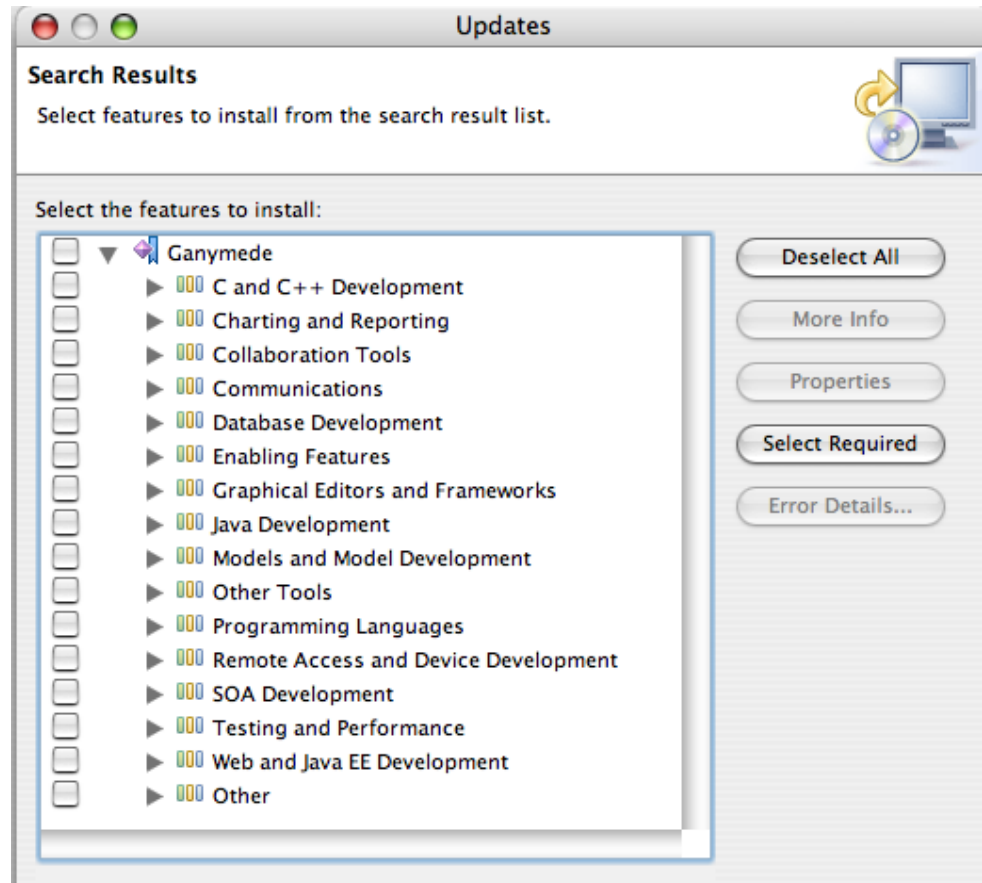 Updates
Search Results
Select features to install from the search result list.
Select the features to install:
Ganymede
C and C++ Development
Charting and Reporting
Collaboration Tools
Communications
Database Development
Enabling Features
Graphical Editors and Frameworks
Java Development
Models and Model Development
Other Tools
Programming Languages
Remote Access and Device Development
SOA Development
Testing and Performance
Web and Java EE Development
Other
Deselect All
More Info
Properties
Select Required
Error Details...